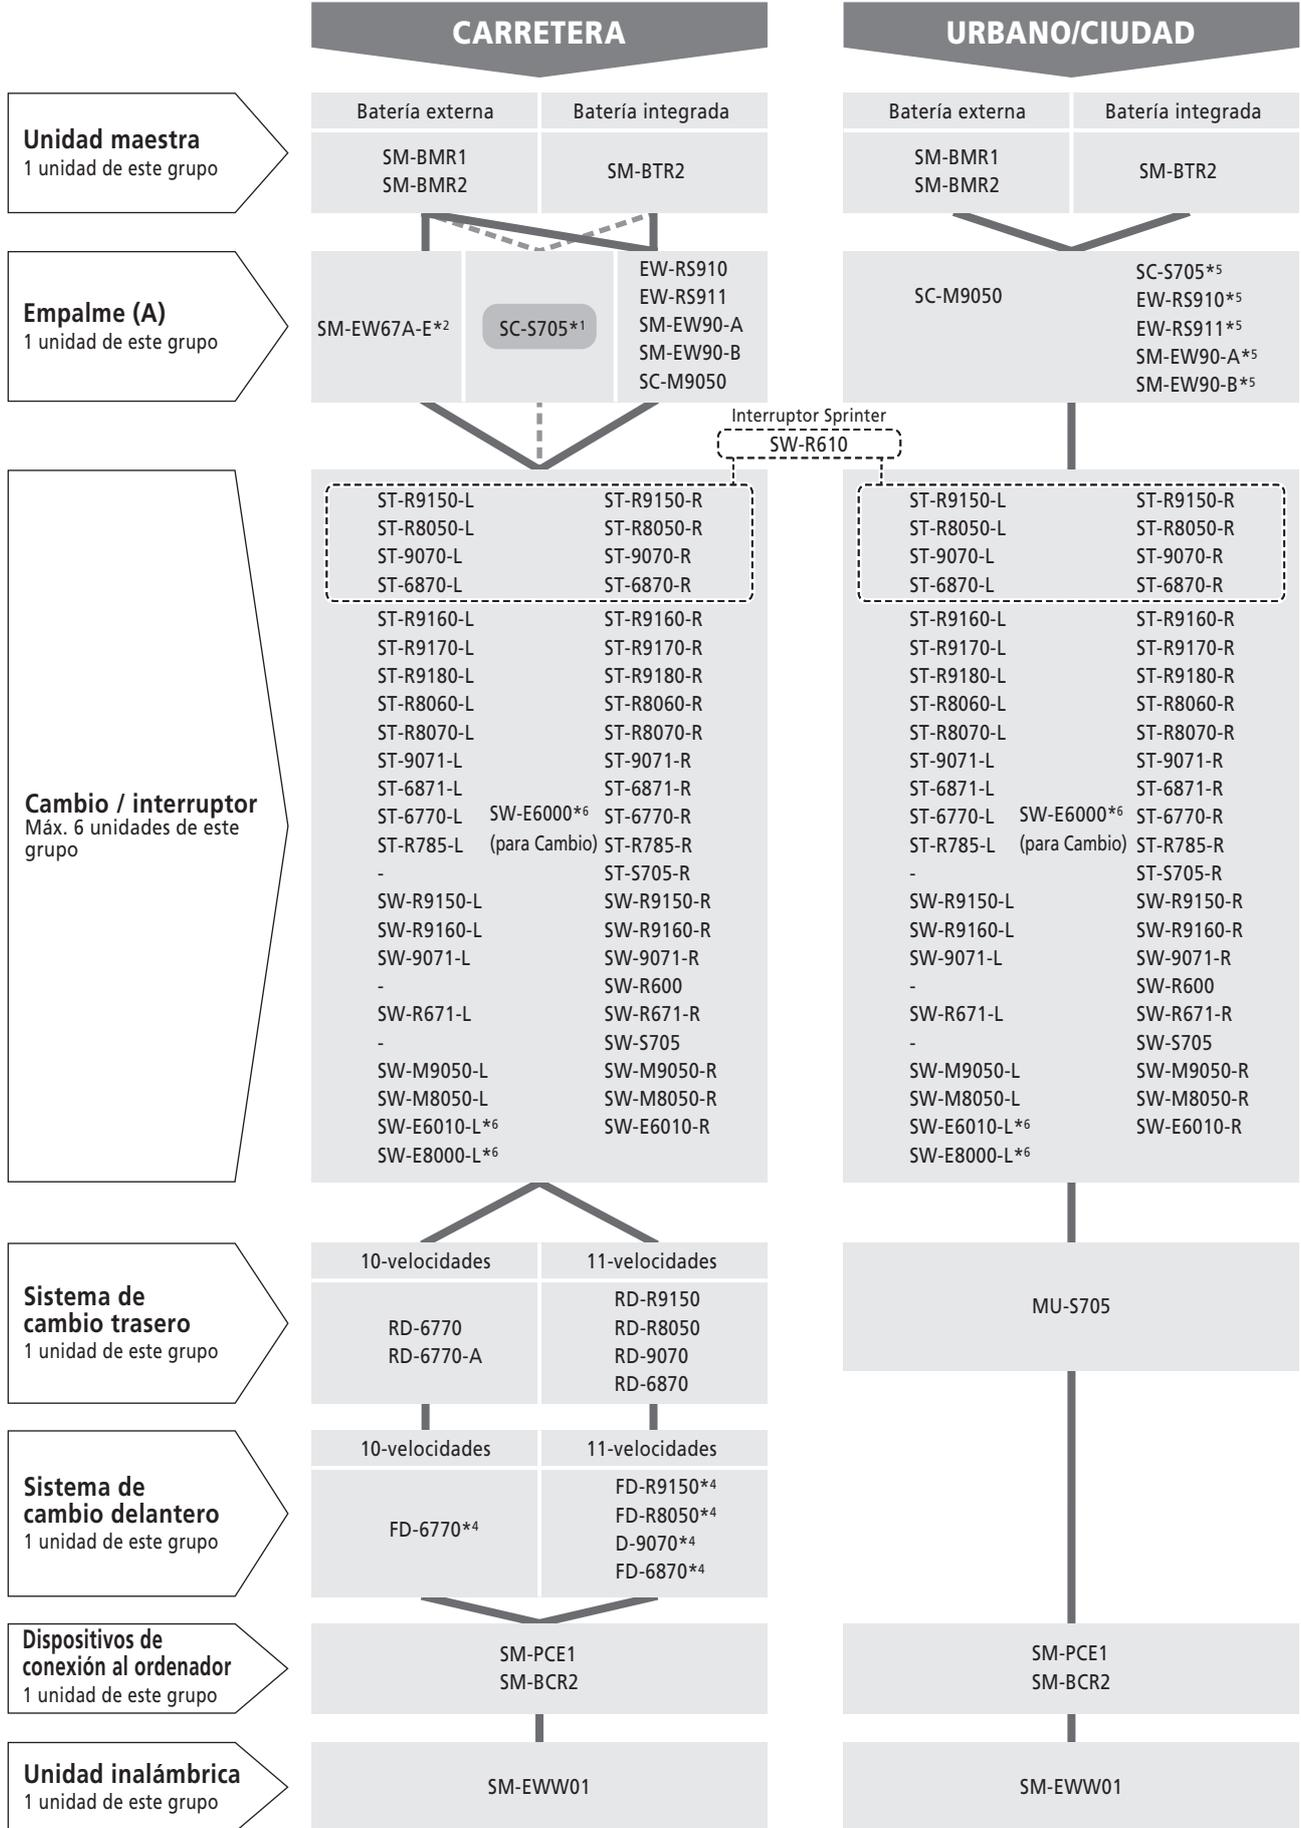 CARRETERA
URBANO/CIUDAD
Unidad maestra
1 unidad de este grupo
Batería externa
Batería integrada
SM-BMR1
SM-BMR2
SM-BTR2
Batería externa
Batería integrada
SM-BMR1
SM-BMR2
SM-BTR2
Empalme (A)
1 unidad de este grupo
SM-EW67A-E*2
SC-S705*1
EW-RS910
EW-RS911
SM-EW90-A
SM-EW90-B
SC-M9050
SC-M9050
SC-S705*5
EW-RS910*5
EW-RS911*5
SM-EW90-A*5
SM-EW90-B*5
Interruptor Sprinter
SW-R610
Cambio / interruptor
Máx. 6 unidades de este
grupo
ST-R9150-L ST-R9150-R
ST-R8050-L ST-R8050-R
ST-9070-L ST-9070-R
ST-6870-L ST-6870-R
ST-R9160-L ST-R9160-R
ST-R9170-L ST-R9170-R
ST-R9180-L ST-R9180-R
ST-R8060-L ST-R8060-R
ST-R8070-L ST-R8070-R
ST-9071-L ST-9071-R
ST-6871-L ST-6871-R
ST-6770-L SW-E6000*6 ST-6770-R
ST-R785-L (para Cambio) ST-R785-R
- ST-S705-R
SW-R9150-L SW-R9150-R
SW-R9160-L SW-R9160-R
SW-9071-L SW-9071-R
- SW-R600
SW-R671-L SW-R671-R
- SW-S705
SW-M9050-L SW-M9050-R
SW-M8050-L SW-M8050-R
SW-E6010-L*6 SW-E6010-R
SW-E8000-L*6
ST-R9150-L ST-R9150-R
ST-R8050-L ST-R8050-R
ST-9070-L ST-9070-R
ST-6870-L ST-6870-R
ST-R9160-L ST-R9160-R
ST-R9170-L ST-R9170-R
ST-R9180-L ST-R9180-R
ST-R8060-L ST-R8060-R
ST-R8070-L ST-R8070-R
ST-9071-L ST-9071-R
ST-6871-L ST-6871-R
ST-6770-L SW-E6000*6 ST-6770-R
ST-R785-L (para Cambio) ST-R785-R
- ST-S705-R
SW-R9150-L SW-R9150-R
SW-R9160-L SW-R9160-R
SW-9071-L SW-9071-R
- SW-R600
SW-R671-L SW-R671-R
- SW-S705
SW-M9050-L SW-M9050-R
SW-M8050-L SW-M8050-R
SW-E6010-L*6 SW-E6010-R
SW-E8000-L*6
Sistema de
cambio trasero
1 unidad de este grupo
10-velocidades
11-velocidades
RD-6770
RD-6770-A
RD-R9150
RD-R8050
RD-9070
RD-6870
MU-S705
Sistema de
cambio delantero
1 unidad de este grupo
10-velocidades
11-velocidades
FD-6770*4
FD-R9150*4
FD-R8050*4
D-9070*4
FD-6870*4
Dispositivos de
conexión al ordenador
1 unidad de este grupo
SM-PCE1
SM-BCR2
SM-PCE1
SM-BCR2
Unidad inalámbrica
1 unidad de este grupo
SM-EWW01
SM-EWW01